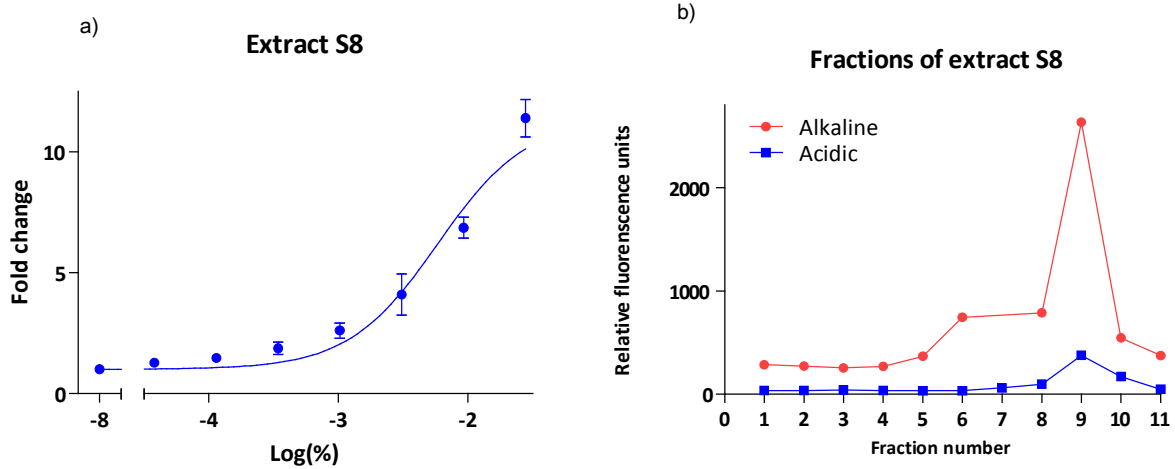 a)
Extract S8
Fold change
10
5
0
-8
-4
-3
-2
Log(%)
b)
Fractions of extract S8
Alkaline
Acidic
Relative fluorescence units
2000
1000
0
0 1 2 3 4 5 6 7 8 9 10 11
Fraction number